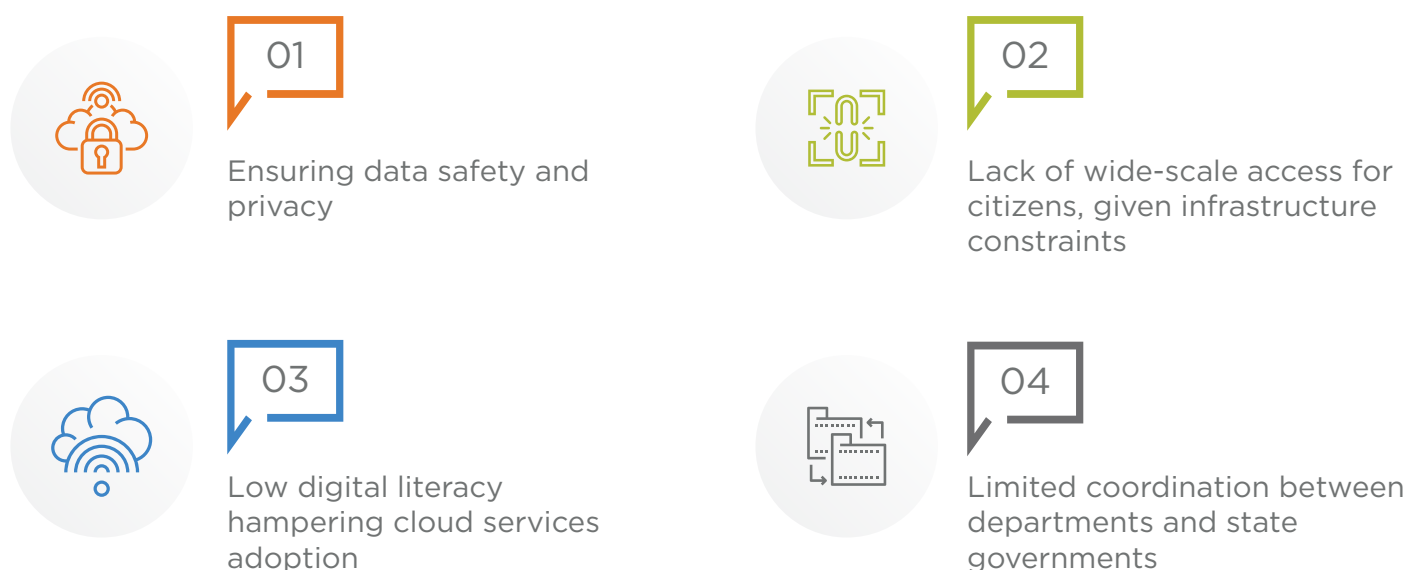 01
Ensuring data safety and
privacy
02
Lack of wide-scale access for
citizens, given infrastructure
constraints
03
Low digital literacy
hampering cloud services
adoption
04
Limited coordination between
departments and state
governments